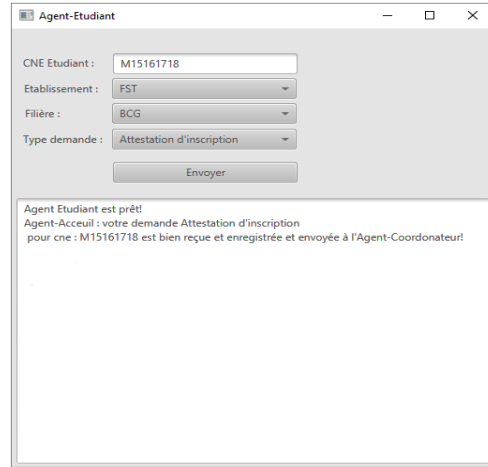 Agent-Etudiant
CNE Etudiant : M15161718
Etablissement : FST
Filière : BCG
Type demande : Attestation d'inscription
Envoyer
Agent Etudiant est prêt!
Agent-Acceuil : votre demande Attestation d'inscription
pour cne : M15161718 est bien reçue et enregistrée et envoyée à l'Agent-Coordonateur!